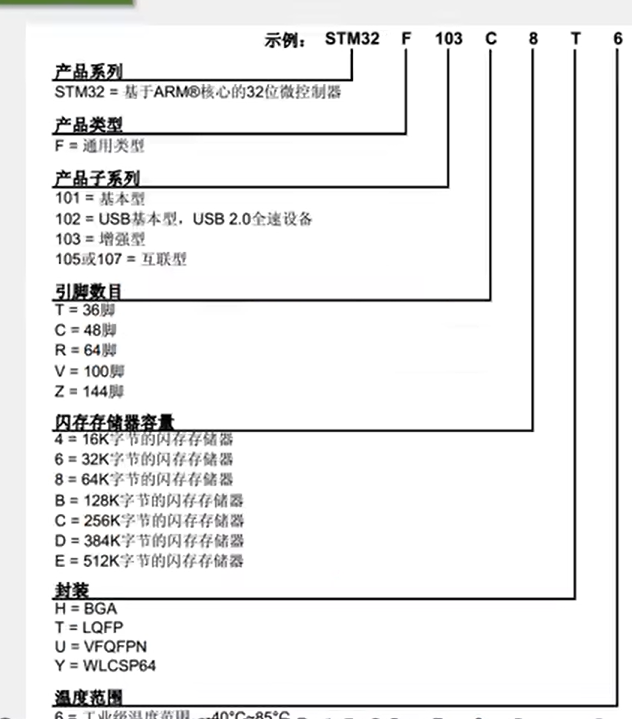 示例： STM32 F 103 C 8 T 6
产品系列
STM32 = 基于ARM®核心的32位微控制器
产品类型
F = 通用类型
产品子系列
101 = 基本型
102 = USB基本型，USB 2.0全速设备
103 = 增强型
105或107 = 互联型
引脚数目
T = 36脚
C = 48脚
R = 64脚
V = 100脚
Z = 144脚
闪存存储器容量
4 = 16K字节的闪存存储器
6 = 32K字节的闪存存储器
8 = 64K字节的闪存存储器
B = 128K字节的闪存存储器
C = 256K字节的闪存存储器
D = 384K字节的闪存存储器
E = 512K字节的闪存存储器
封装
H = BGA
T = LQFP
U = VFQFPN
Y = WLCSP64
温度范围
6 = 工业级温度范围，-40°C~85°C